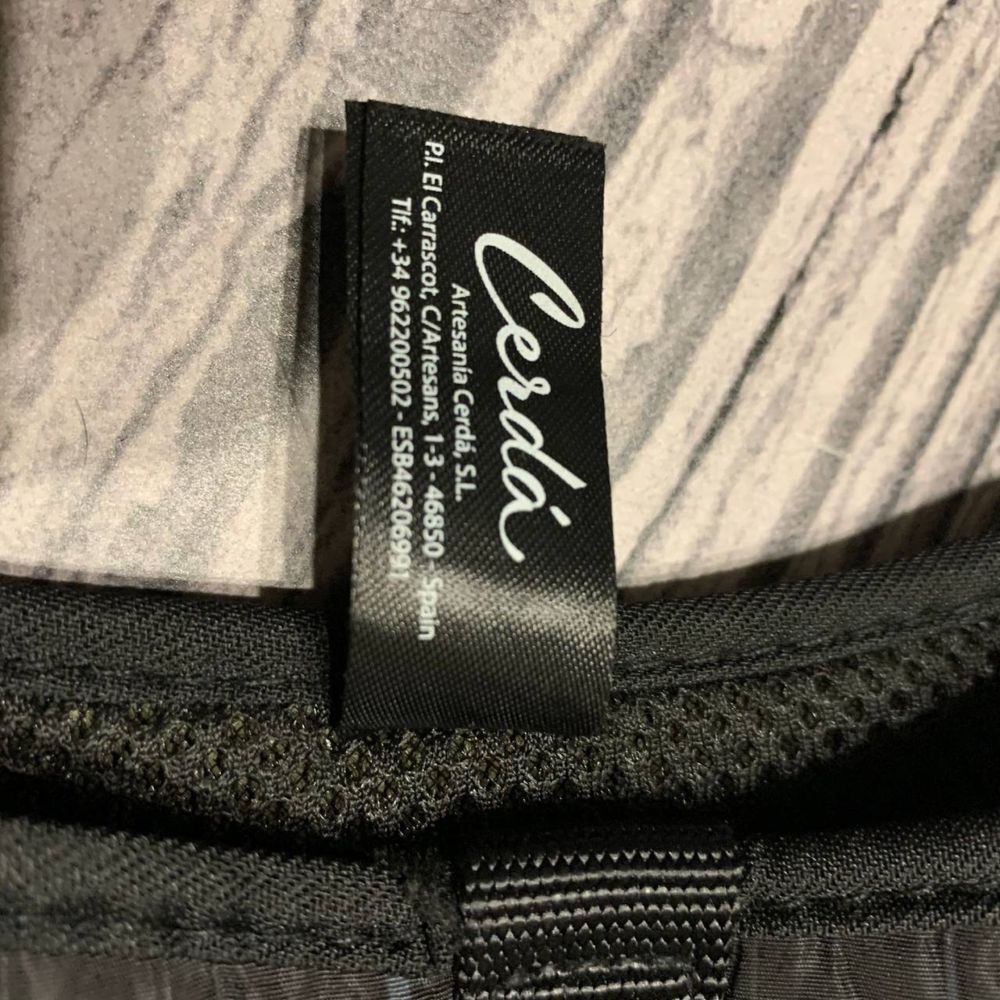 Cerdá
Artesanía Cerdá, S.L.
P.I. El Carrascot, C/Artesans, 1-3 - 46850 - Spain
Tlf.: +34 962200502 - ESB46206991